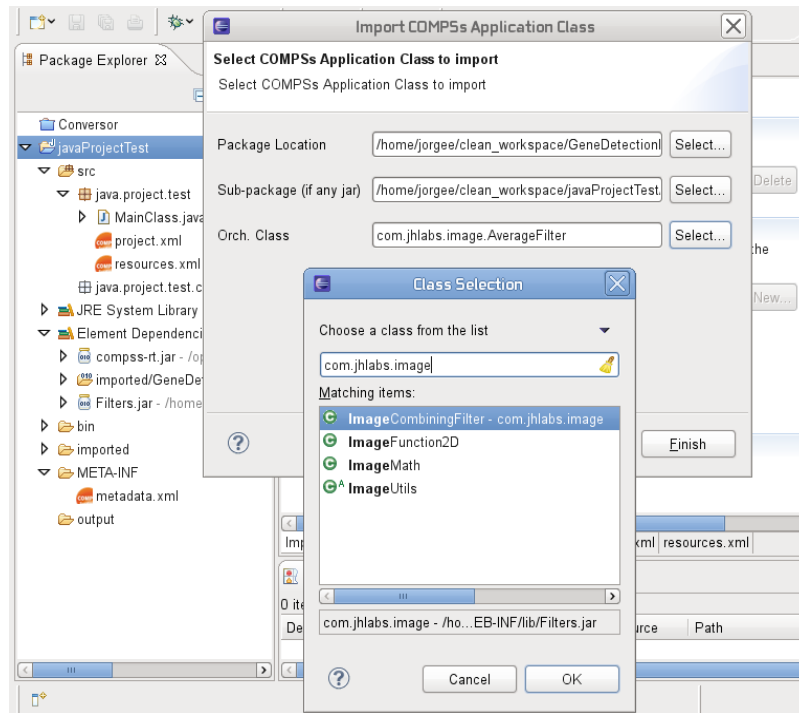 Import COMPSs Application Class
Package Explorer
Select COMPSs Application Class to import
Select COMPSs Application Class to import
Conversor
javaProjectTest
src
java.project.test
MainClass.java
project.xml
resources.xml
java.project.test.c
JRE System Library
Element Dependenci
compss-rt.jar - /op
imported/GeneDe
Filters.jar - /home
bin
imported
META-INF
metadata.xml
output
Package Location
/home/jorgee/clean_workspace/GeneDetectionI
Select...
Sub-package (if any jar)
/home/jorgee/clean_workspace/javaProjectTest.
Select...
Delete
Orch. Class
com.jhlabs.image.AverageFilter
Select...
the
New...
Class Selection
Choose a class from the list
com.jhlabs.image
Matching items:
ImageCombiningFilter - com.jhlabs.image
ImageFunction2D
ImageMath
ImageUtils
Finish
Imp
xml
resources.xml
0 ite
De
urce
Path
com.jhlabs.image - /ho...EB-INF/lib/Filters.jar
Cancel
OK